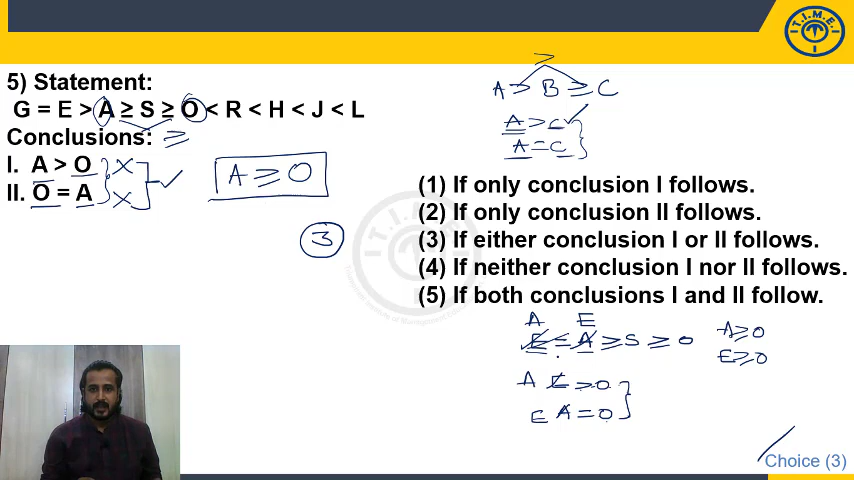 T.I.M.E.
5) Statement:
G = E > A ≥ S ≥ O < R < H < J < L
Conclusions: ≥
I. A > O ×
II. O = A × ✓
A ≥ O
3
>
A > B ≥ C
A > C ✓
A = C
(1) If only conclusion I follows.
(2) If only conclusion II follows.
(3) If either conclusion I or II follows.
(4) If neither conclusion I nor II follows.
(5) If both conclusions I and II follow.
A E
E = A ≥ S ≥ O A ≥ O
E ≥ O
A E > O
E A = O
Choice (3)